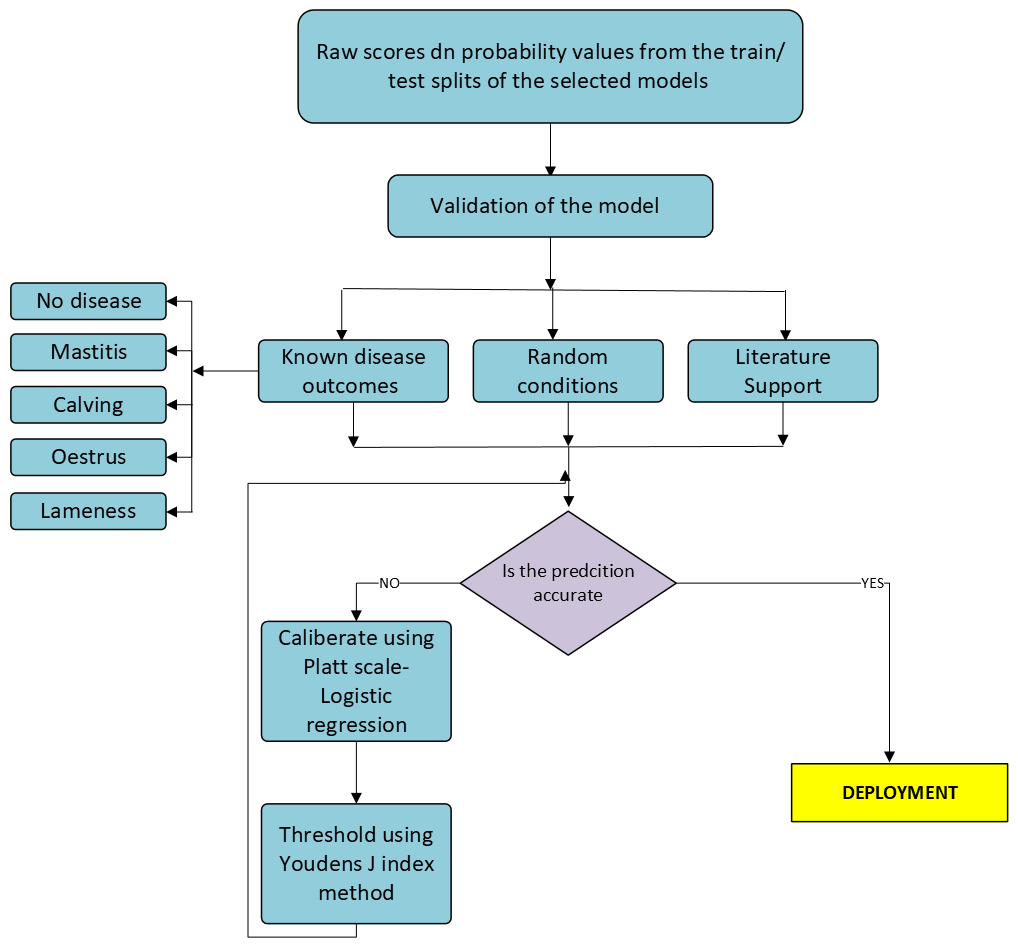 Raw scores dn probability values from the train/
test splits of the selected models
Validation of the model
No disease
Mastitis
Calving
Oestrus
Lameness
Known disease
outcomes
Random
conditions
Literature
Support
Is the predcition
accurate
NO
YES
Caliberate using
Platt scale-
Logistic
regression
Threshold using
Youdens J index
method
DEPLOYMENT